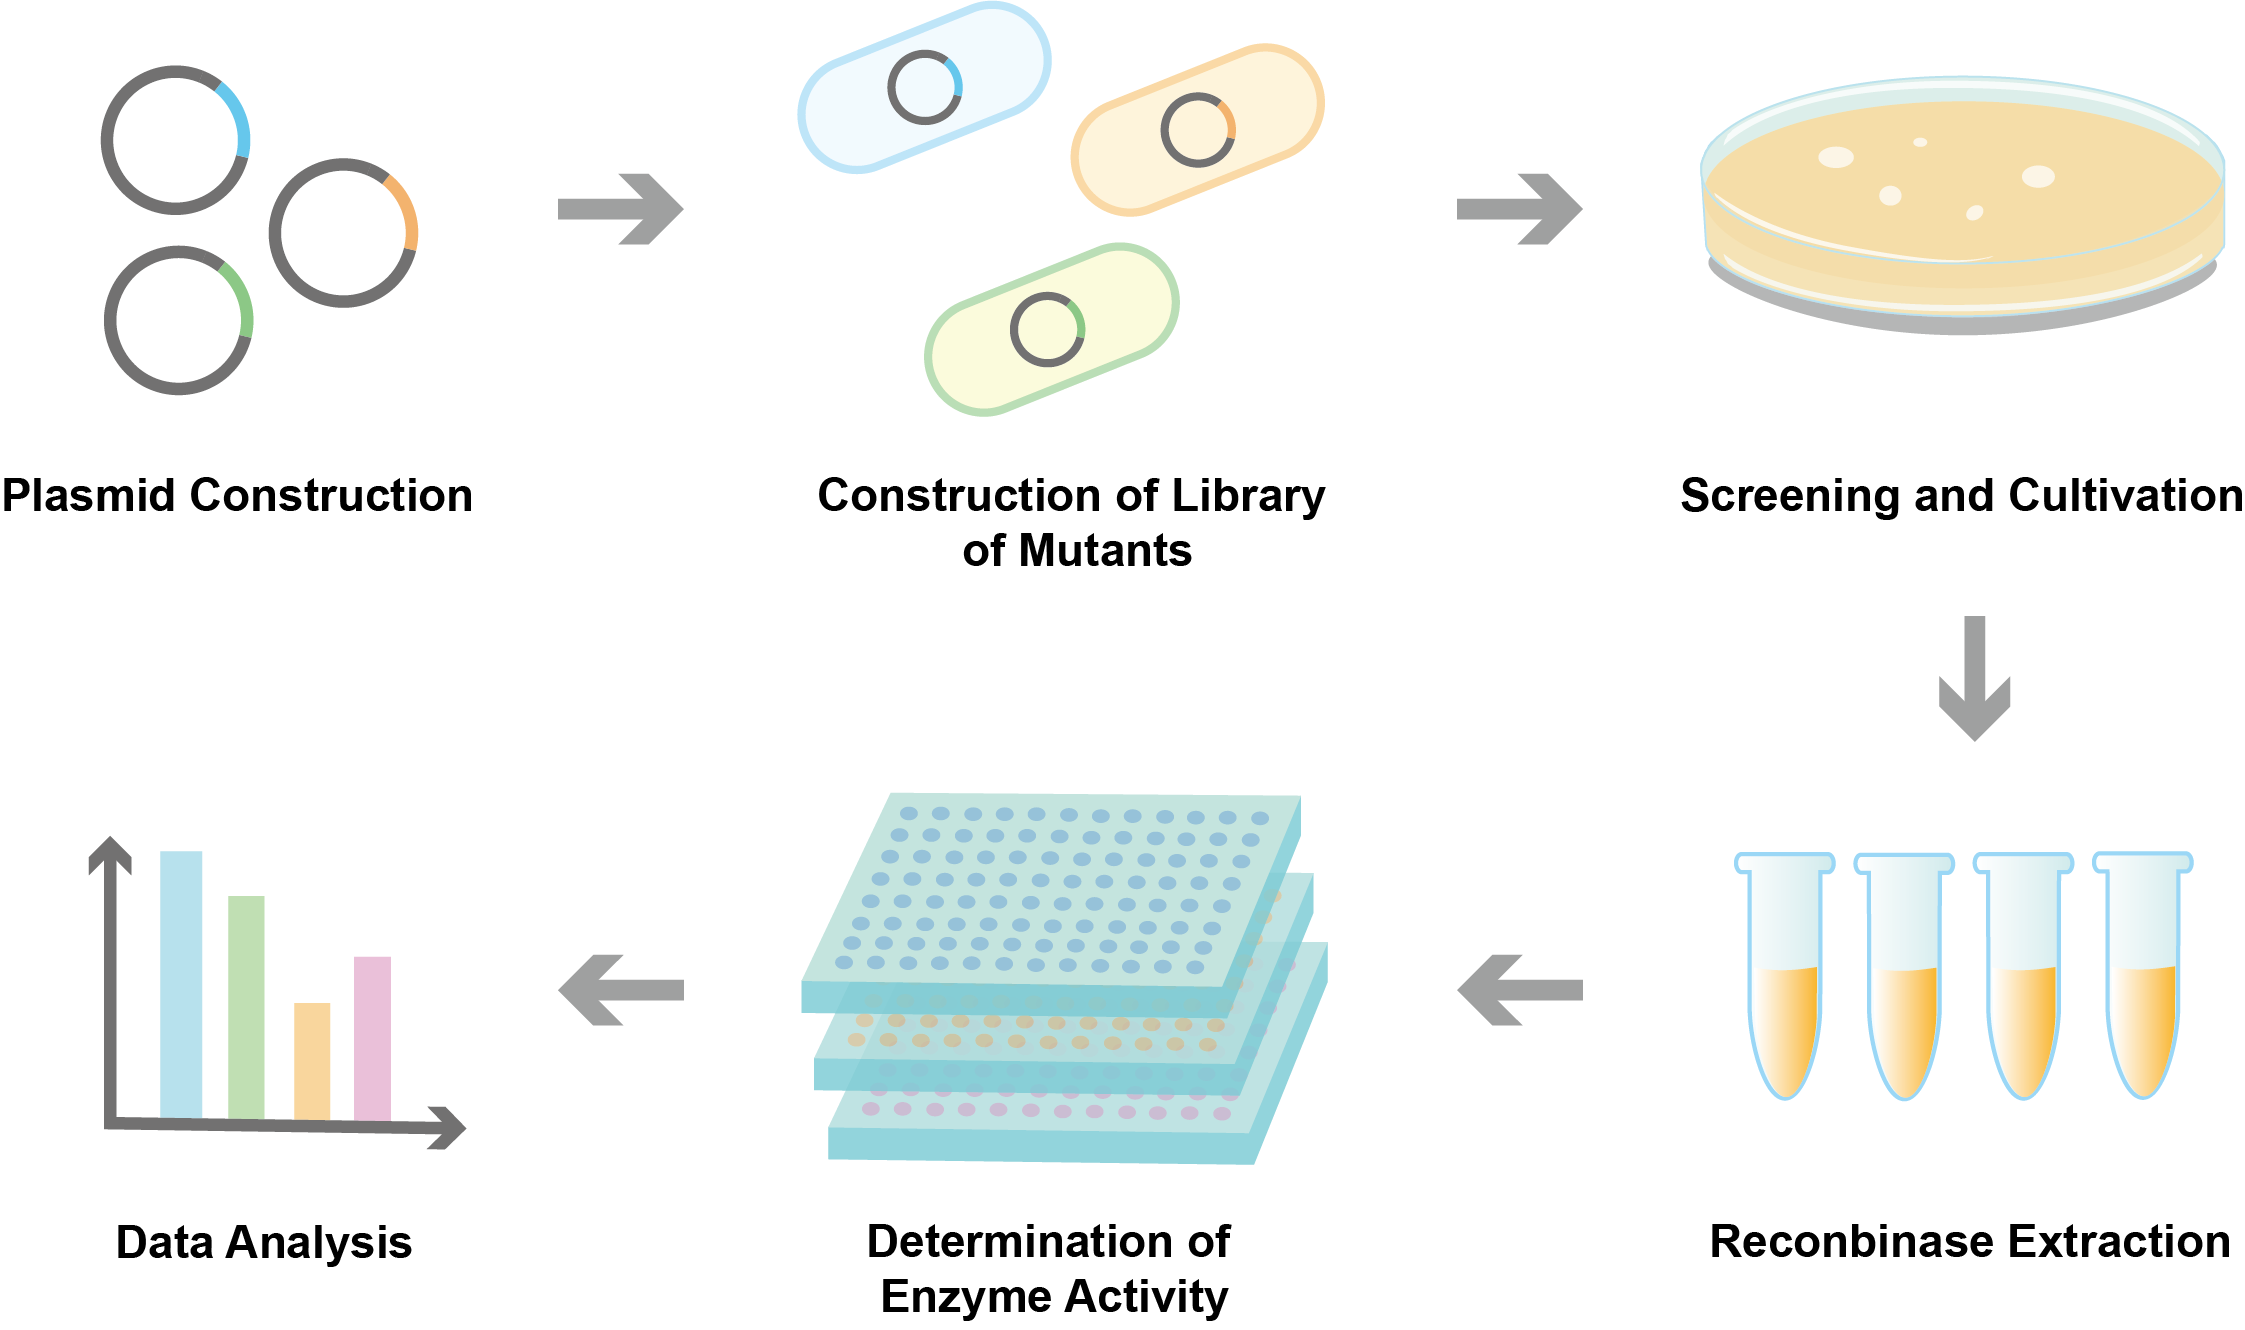 Plasmid Construction
Construction of Library
of Mutants
Screening and Cultivation
Reconbinase Extraction
Determination of
Enzyme Activity
Data Analysis